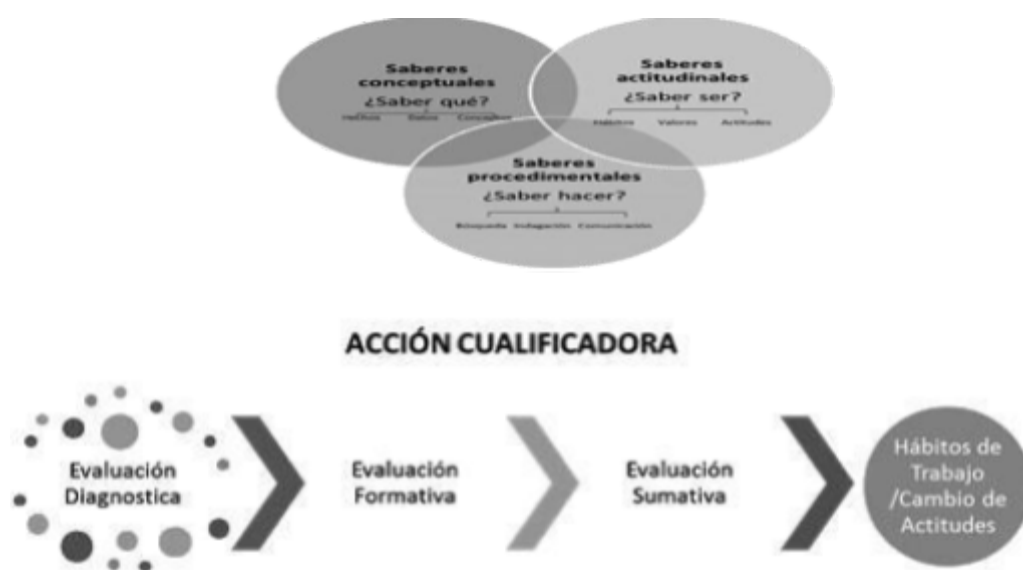 Saberes
conceptuales
¿Saber qué?
Hechos Datos Conceptos
Saberes
actitudinales
¿Saber ser?
Hábitos Valores Actitudes
Saberes
procedimentales
¿Saber hacer?
Búsqueda Indagación Comunicación
ACCIÓN CUALIFICADORA
Evaluación
Diagnostica
Evaluación
Formativa
Evaluación
Sumativa
Hábitos de
Trabajo
/Cambio de
Actitudes